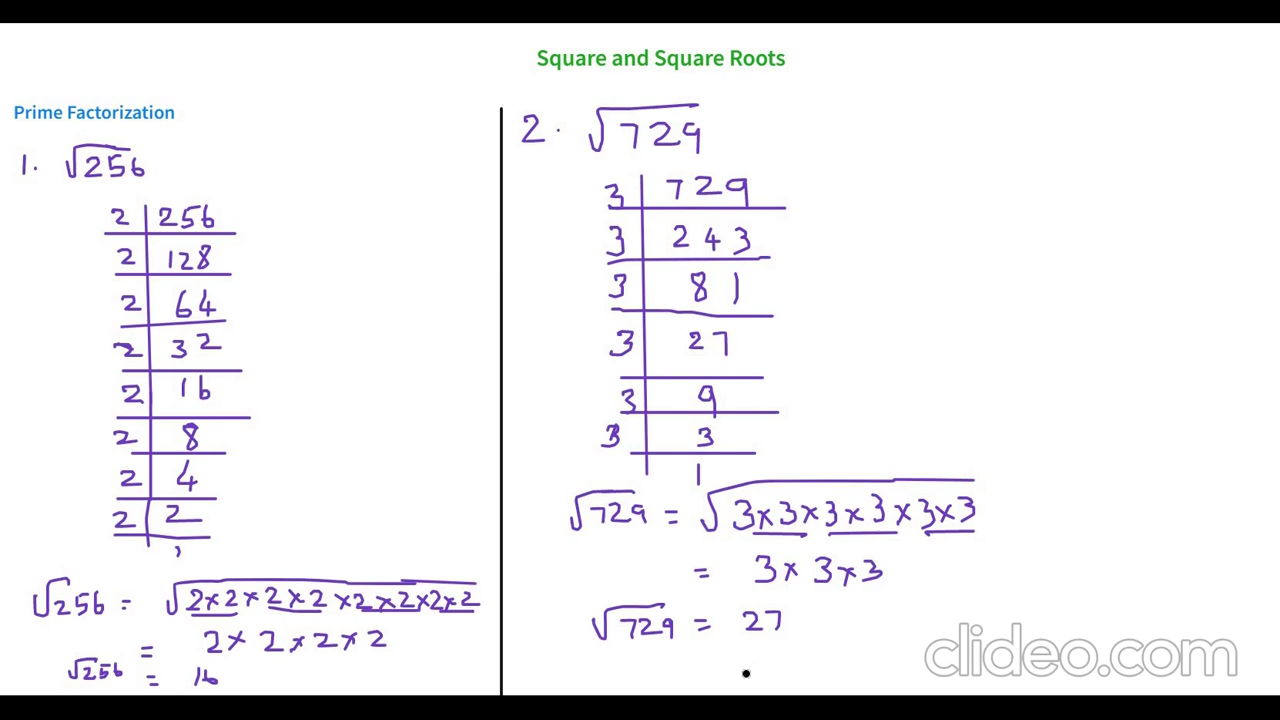 Square and Square Roots
Prime Factorization
1. √256
2 | 256
2 | 128
2 | 64
2 | 32
2 | 16
2 | 8
2 | 4
2 | 2
1
√256 = √2×2×2×2×2×2×2×2
= 2×2×2×2
√256 = 16
2. √729
3 | 729
3 | 243
3 | 81
3 | 27
3 | 9
3 | 3
1
√729 = √3×3×3×3×3×3
= 3×3×3
√729 = 27
clideo.com